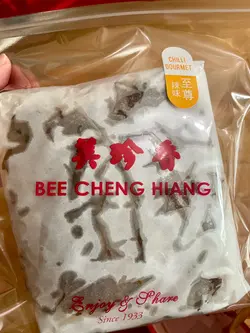 CHILLI
GOURMET
至尊
辣味
美珍香
BEE CHENG HIANG
Enjoy & Share
Since 1933